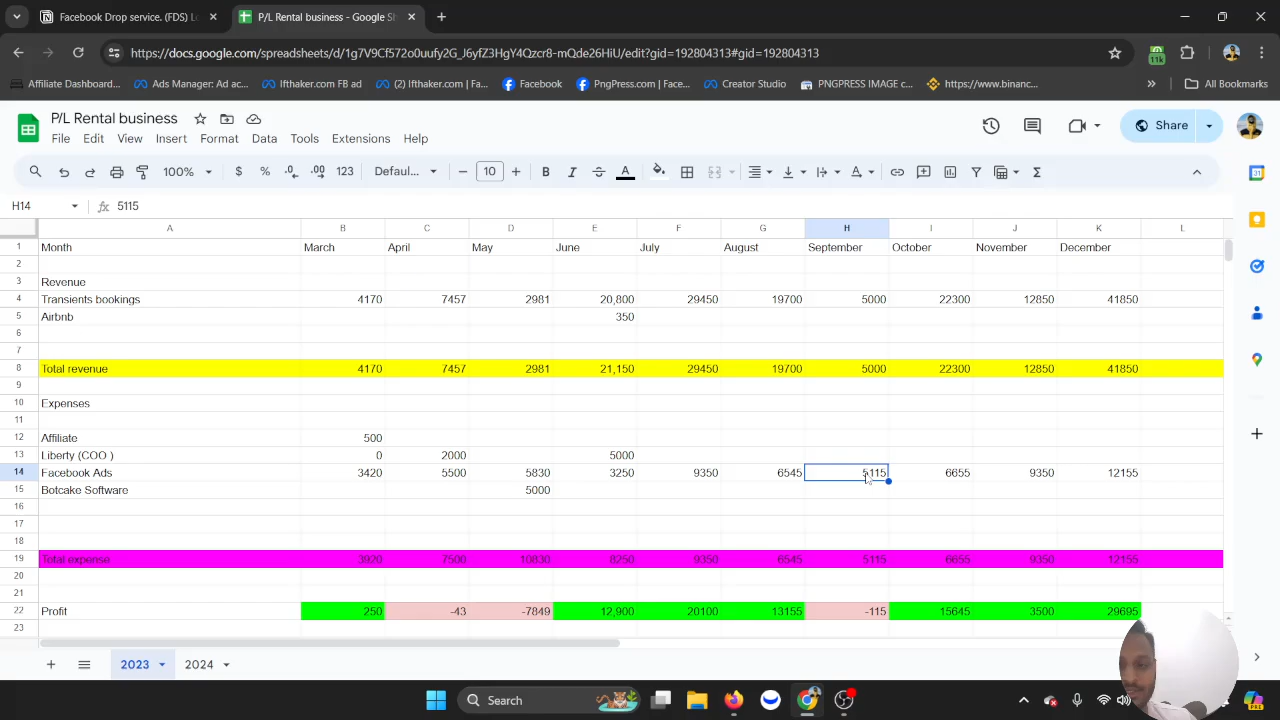 Facebook Drop service. (FDS) Lo
P/L Rental business - Google Sh
https://docs.google.com/spreadsheets/d/1g7V9Cf572o0uufy2G_J6yfZ3HgY4Qzcr8-mQde26HiU/edit?gid=192804313#gid=192804313
11k
Affiliate Dashboard... Ads Manager: Ad ac... Ifthaker.com FB ad (2) Ifthaker.com | Fa... Facebook PngPress.com | Face... Creator Studio PNGPRESS IMAGE c... https://www.binanc... » All Bookmarks
P/L Rental business
Share
File Edit View Insert Format Data Tools Extensions Help
100% $ % .0 .00 123 Defaul... 10 B I S A
H14 fx 5115
A B C D E F G H I J K L
1 Month March April May June July August September October November December
2
3 Revenue
4 Transients bookings 4170 7457 2981 20,800 29450 19700 5000 22300 12850 41850
5 Airbnb 350
6
7
8 Total revenue 4170 7457 2981 21,150 29450 19700 5000 22300 12850 41850
9
10 Expenses
11
12 Affiliate 500
13 Liberty (COO ) 0 2000 5000
14 Facebook Ads 3420 5500 5830 3250 9350 6545 5115 6655 9350 12155
15 Botcake Software 5000
16
17
18
19 Total expense 3920 7500 10830 8250 9350 6545 5115 6655 9350 12155
20
21
22 Profit 250 -43 -7849 12,900 20100 13155 -115 15645 3500 29695
23
2023 2024
Search